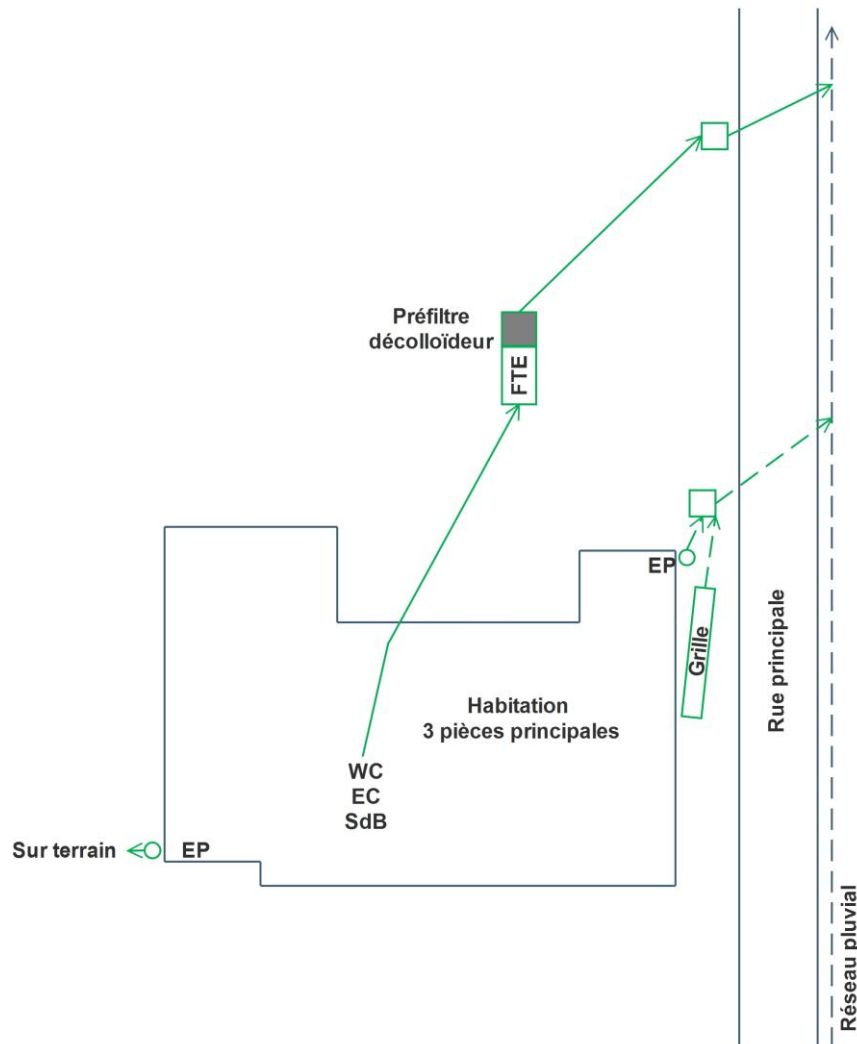 Préfiltre
décolloïdeur
FTE
EP
Grille
Rue principale
Habitation
3 pièces principales
WC
EC
SdB
Sur terrain
EP
Réseau pluvial